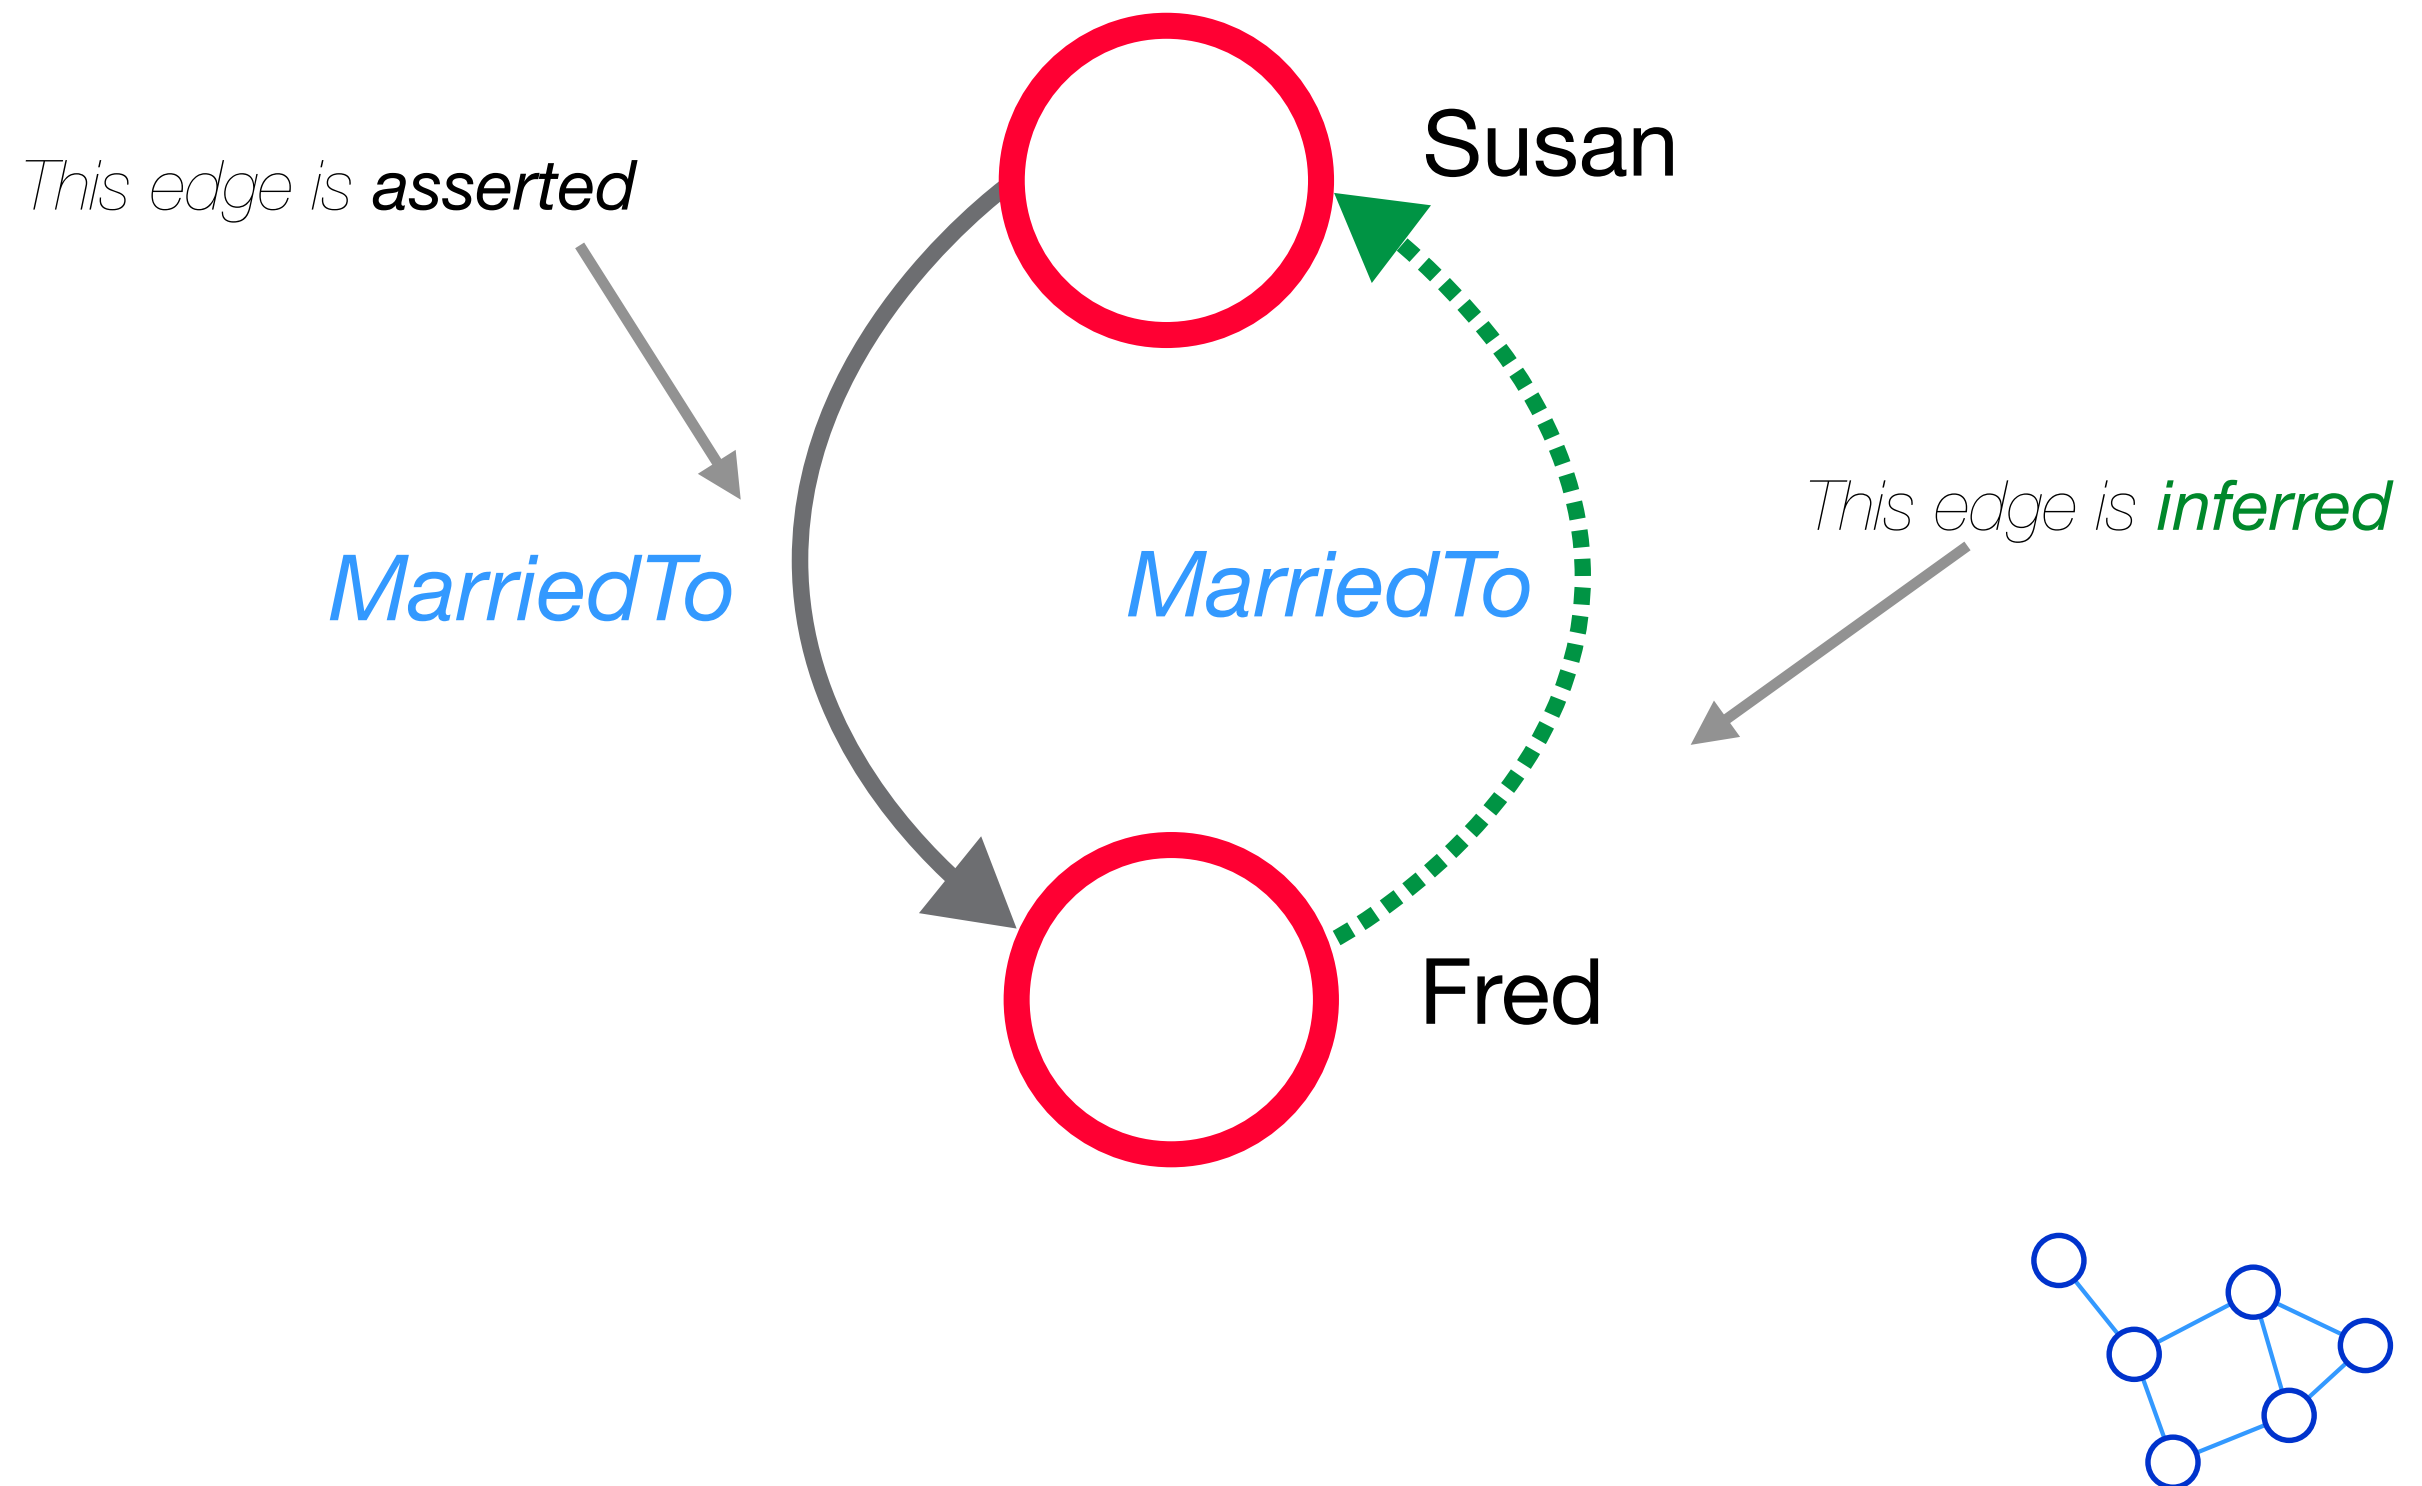 Susan
This edge is asserted
This edge is inferred
MarriedTo
MarriedTo
Fred